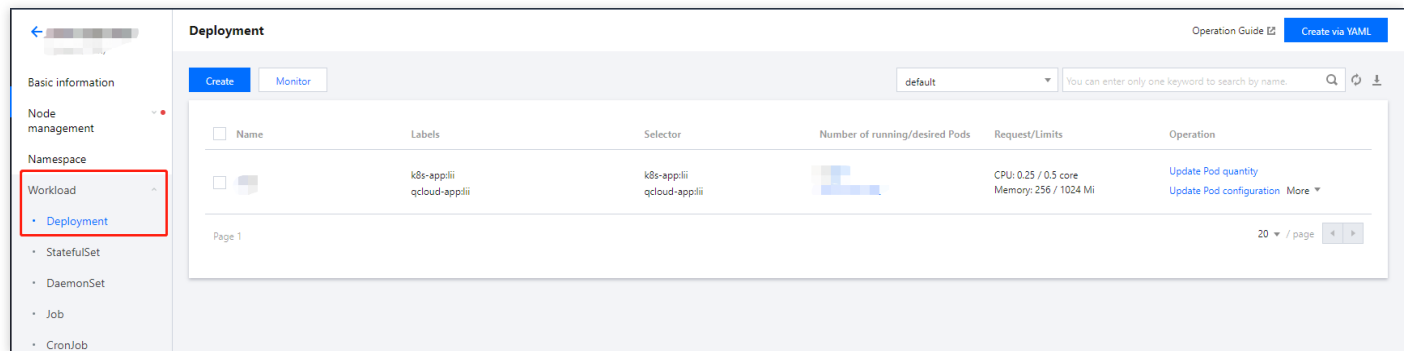 Deployment
Operation Guide
Create via YAML
Basic information
Node management
Namespace
Workload
Deployment
StatefulSet
DaemonSet
Job
CronJob
Create
Monitor
default
You can enter only one keyword to search by name.
Name
Labels
Selector
Number of running/desired Pods
Request/Limits
Operation
k8s-app:lii
qcloud-app:lii
k8s-app:lii
qcloud-app:lii
CPU: 0.25 / 0.5 core
Memory: 256 / 1024 Mi
Update Pod quantity
Update Pod configuration More
Page 1
20 / page